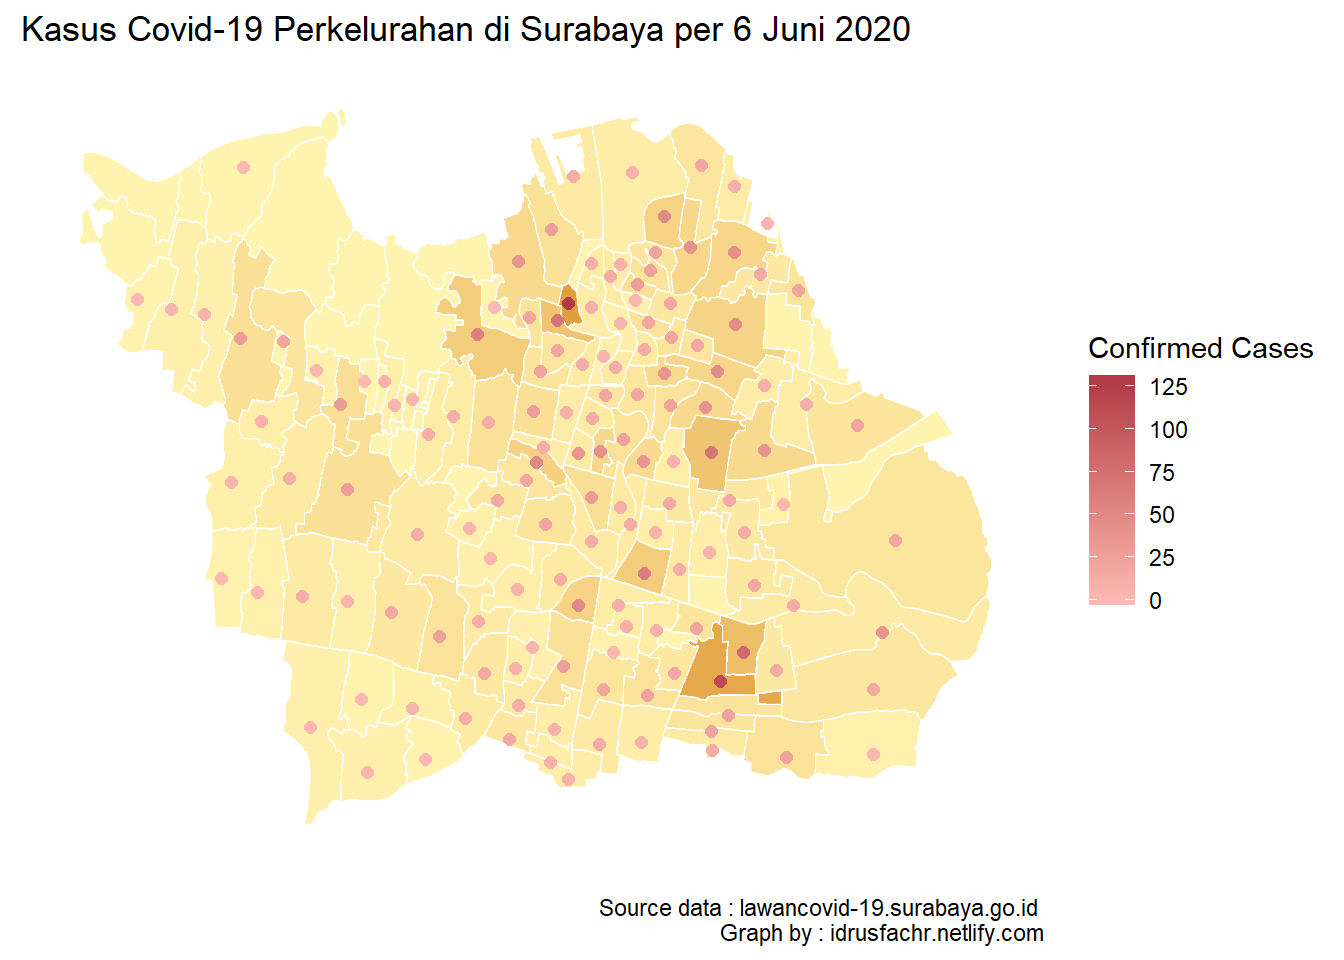 Kasus Covid-19 Perkelurahan di Surabaya per 6 Juni 2020
Confirmed Cases
125
100
75
50
25
0
Source data : lawancovid-19.surabaya.go.id
Graph by : idrusfachr.netlify.com